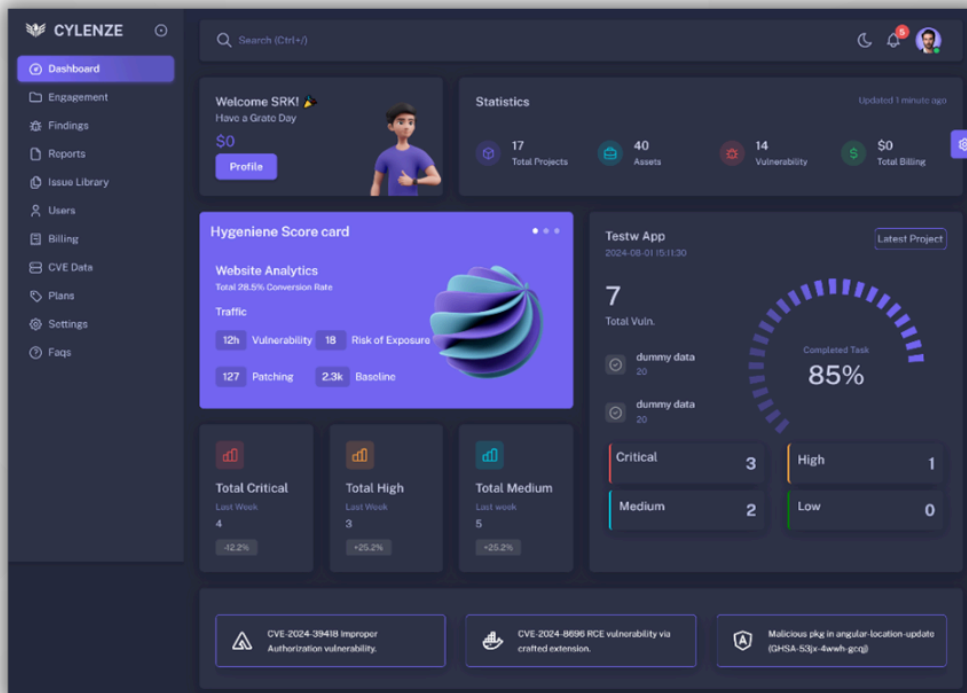 CYLENZE
Search (Ctrl+/)
5
Dashboard
Engagement
Findings
Reports
Issue Library
Users
Billing
CVE Data
Plans
Settings
Faqs
Welcome SRK!
Have a Grate Day
$0
Profile
Statistics
Updated 1 minute ago
17
Total Projects
40
Assets
14
Vulnerability
$0
Total Billing
Hygeniene Score card
Website Analytics
Total 28.5% Conversion Rate
Traffic
12h Vulnerability 18 Risk of Exposure
127 Patching 2.3k Baseline
Testw App
2024-08-01 15:11:30
Latest Project
7
Total Vuln.
dummy data
20
dummy data
20
Completed Task
85%
Critical 3
High 1
Medium 2
Low 0
Total Critical
Last Week
4
-12.2%
Total High
Last Week
3
+25.2%
Total Medium
Last week
5
+25.2%
CVE-2024-39418 Improper
Authorization vulnerability.
CVE-2024-8696 RCE vulnerability via
crafted extension.
A
Malicious pkg in angular-location-update
(GHSA-53jx-4wwh-gcqj)